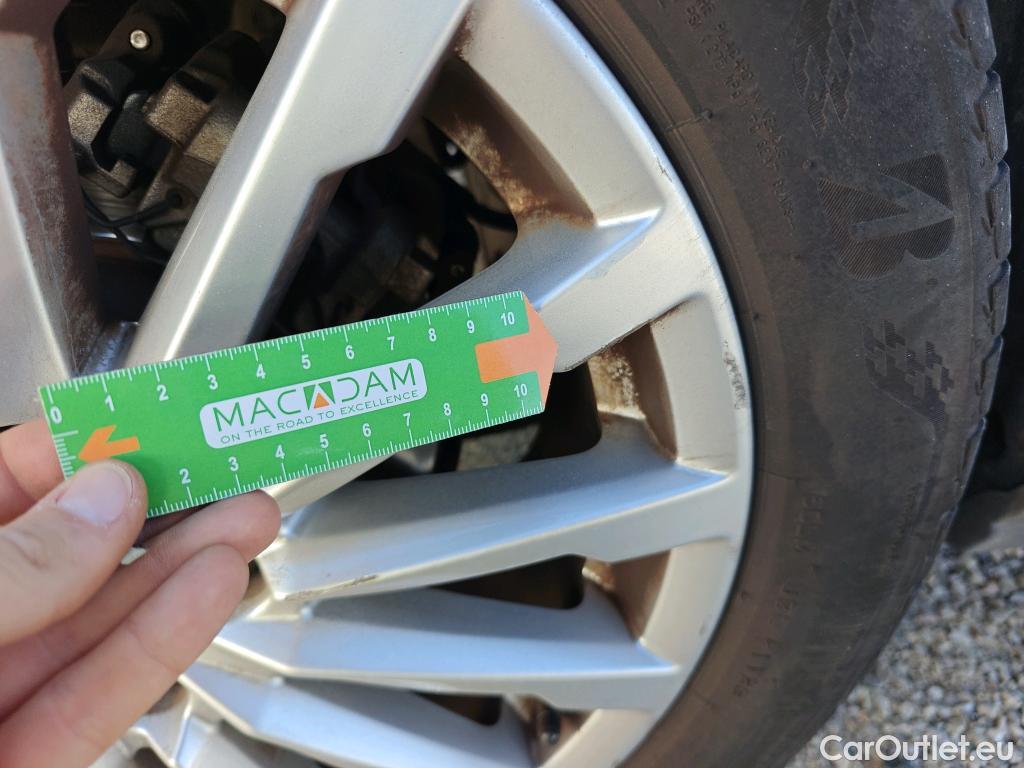 0 1 2 3 4 5 6 7 8 9 10
MACADAM
ON THE ROAD TO EXCELLENCE
2 3 4 5 6 7 8 9 10
B
CarOutlet.eu